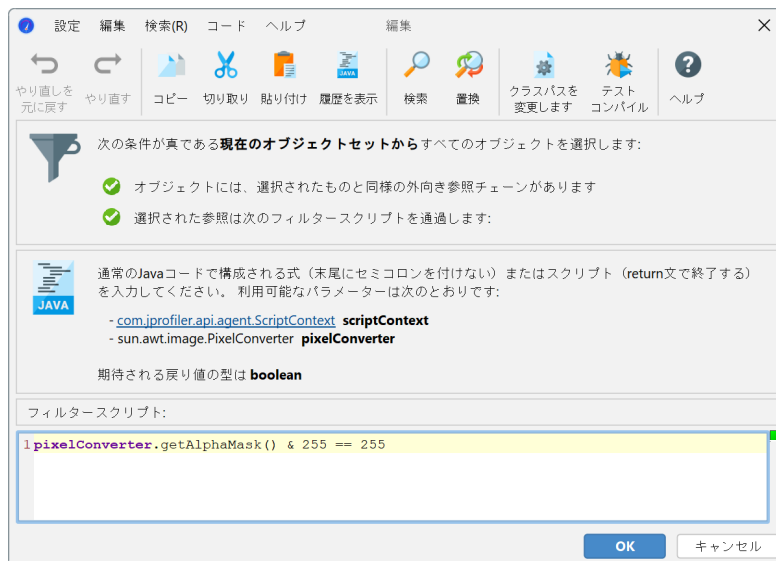 設定 編集 検索(R) コード ヘルプ 編集
やり直しを元に戻す やり直す コピー 切り取り 貼り付け 履歴を表示 検索 置換 クラスパスを変更します テストコンパイル ヘルプ
次の条件が真である現在のオブジェクトセットからすべてのオブジェクトを選択します:
オブジェクトには、選択されたものと同様の外向き参照チェーンがあります
選択された参照は次のフィルタースクリプトを通過します:
通常のJavaコードで構成される式（末尾にセミコロンを付けない）またはスクリプト（return文で終了する）
を入力してください。 利用可能なパラメーターは次のとおりです:
JAVA
- com.jprofiler.api.agent.ScriptContext scriptContext
- sun.awt.image.PixelConverter pixelConverter
期待される戻り値の型は boolean
フィルタースクリプト:
1 pixelConverter.getAlphaMask() & 255 == 255
OK キャンセル